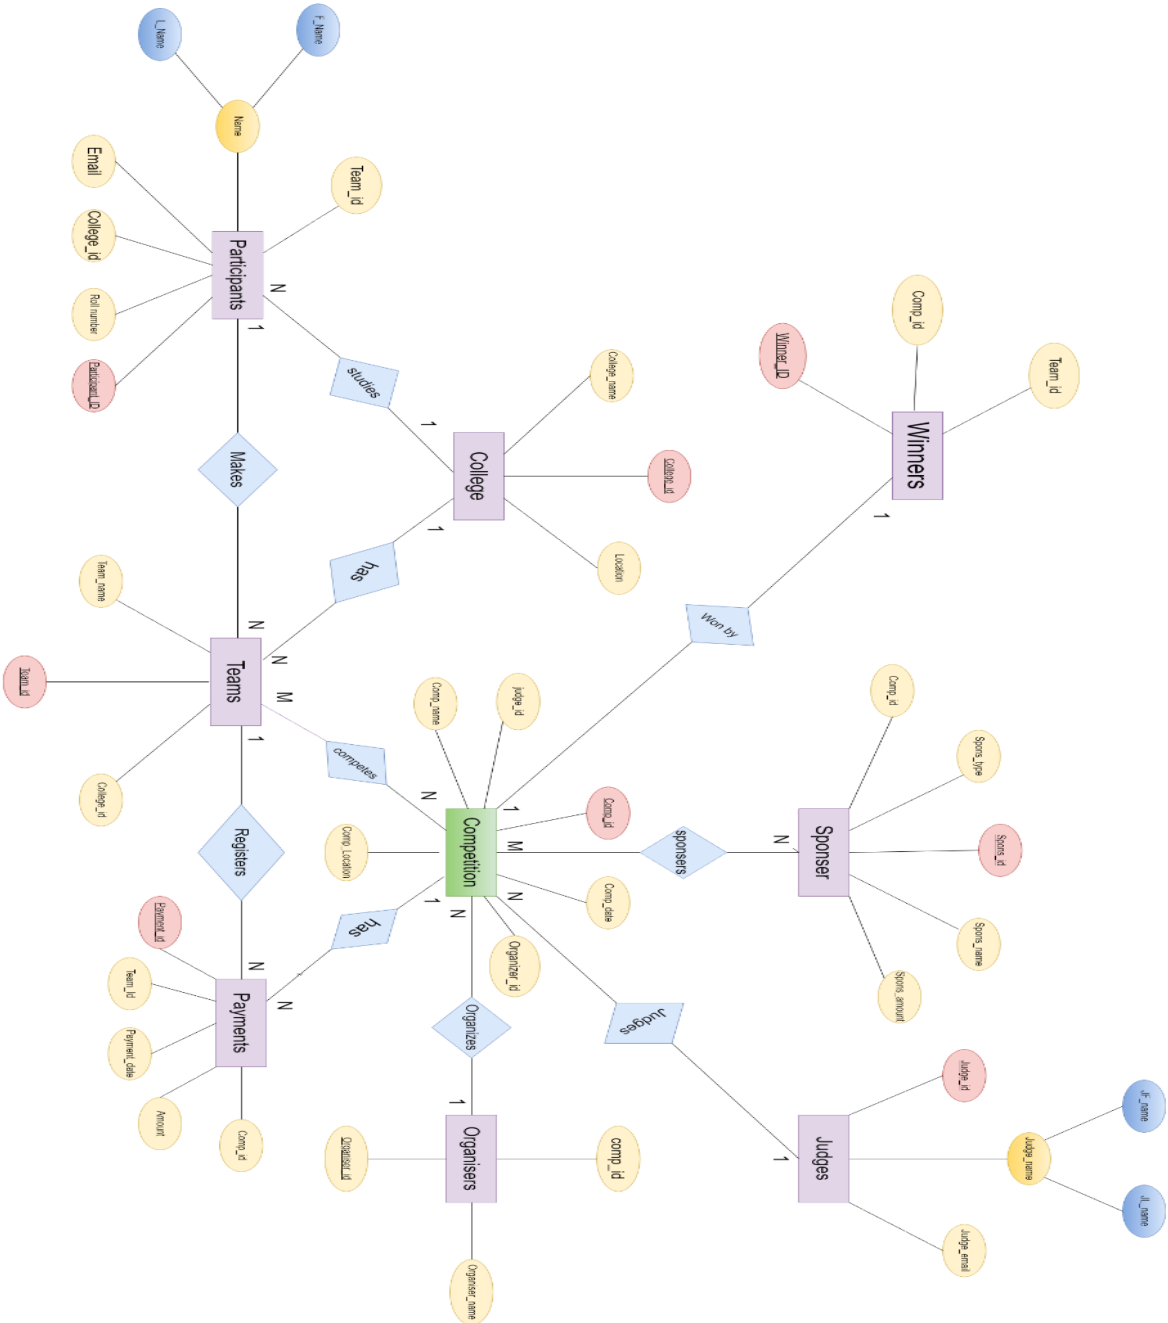 L_Name
F_Name
Name
Email
Team_id
College_id
Roll number
Participant_ID
Participants
N
1
studies
1
Makes
College
College_name
College_id
Location
1
has
N
N
Team_name
Team_id
Teams
College_id
M
1
competes
N
Registers
Winner_ID
Comp_id
Team_id
Winners
1
Won by
1
Comp_name
judge_id
Comp_id
Comp_Location
Competition
Comp_date
Organizer_id
M
sponsers
N
Comp_id
Spons_type
Spons_id
Sponser
Spons_name
Spons_amount
1
has
N
N
Payment_id
Team_Id
Payment_date
Amount
Comp_id
Payments
N
Organizes
1
Organiser_id
Organisers
comp_id
Organiser_name
N
Judges
1
Judges
Judge_id
Judge_name
JF_name
Jl_name
Judge_email